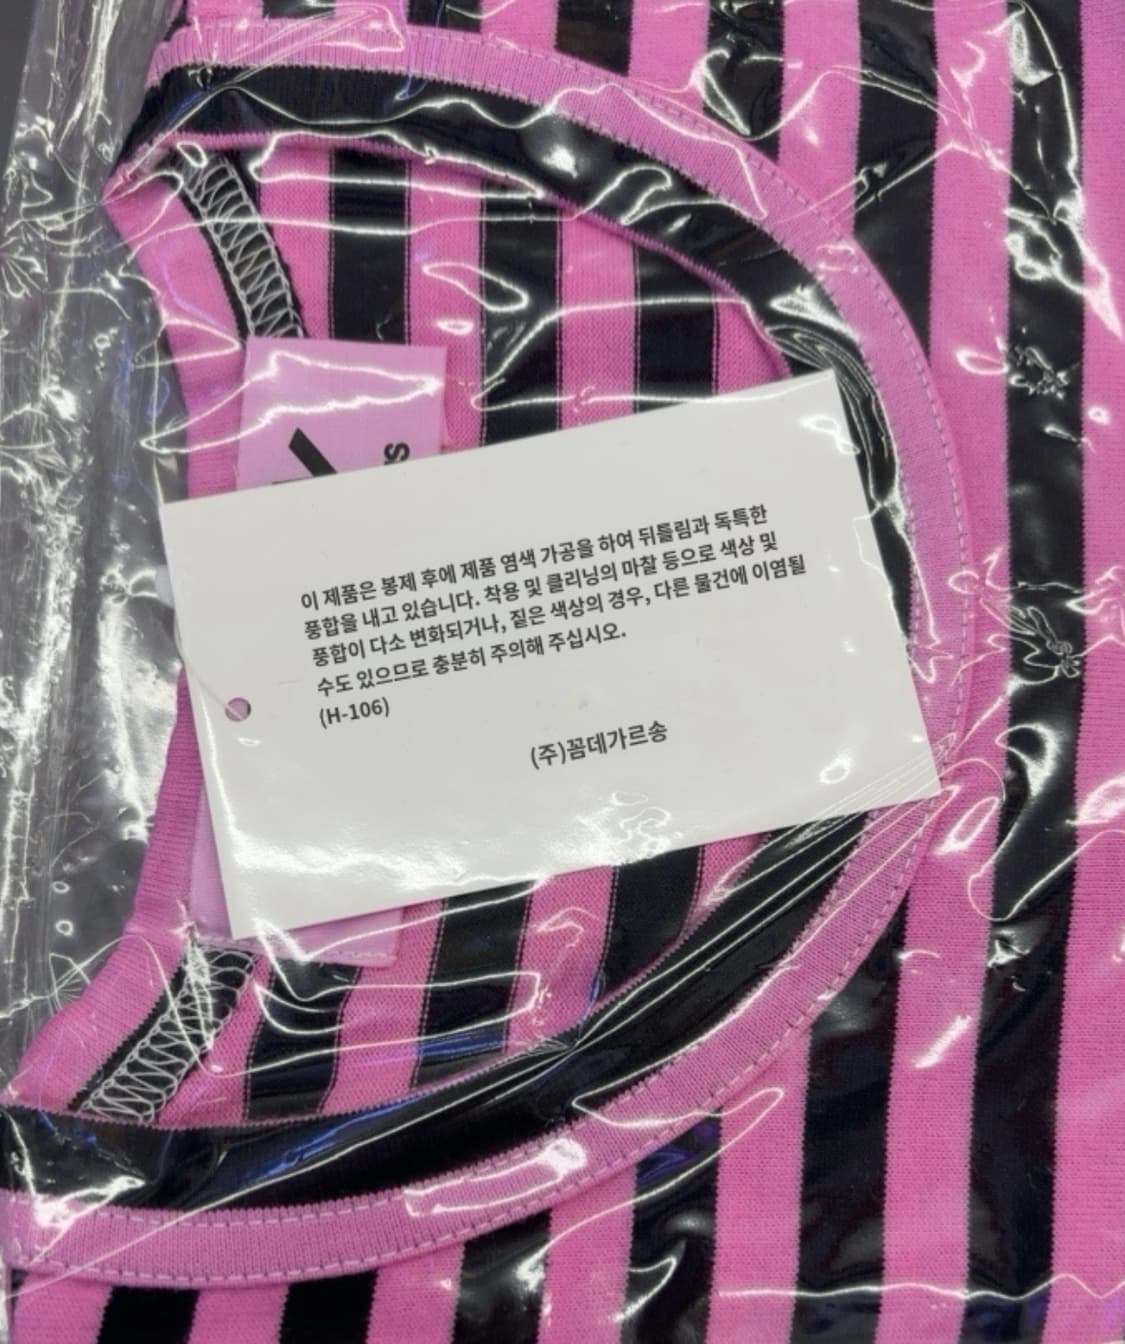 이 제품은 봉제 후에 제품 염색 가공을 하여 뒤틀림과 독특한
풍합을 내고 있습니다. 착용 및 클리닝의 마찰 등으로 색상 및
풍합이 다소 변화되거나, 짙은 색상의 경우, 다른 물건에 이염될
수도 있으므로 충분히 주의해 주십시오.
(H-106)
(주)꼼데가르송